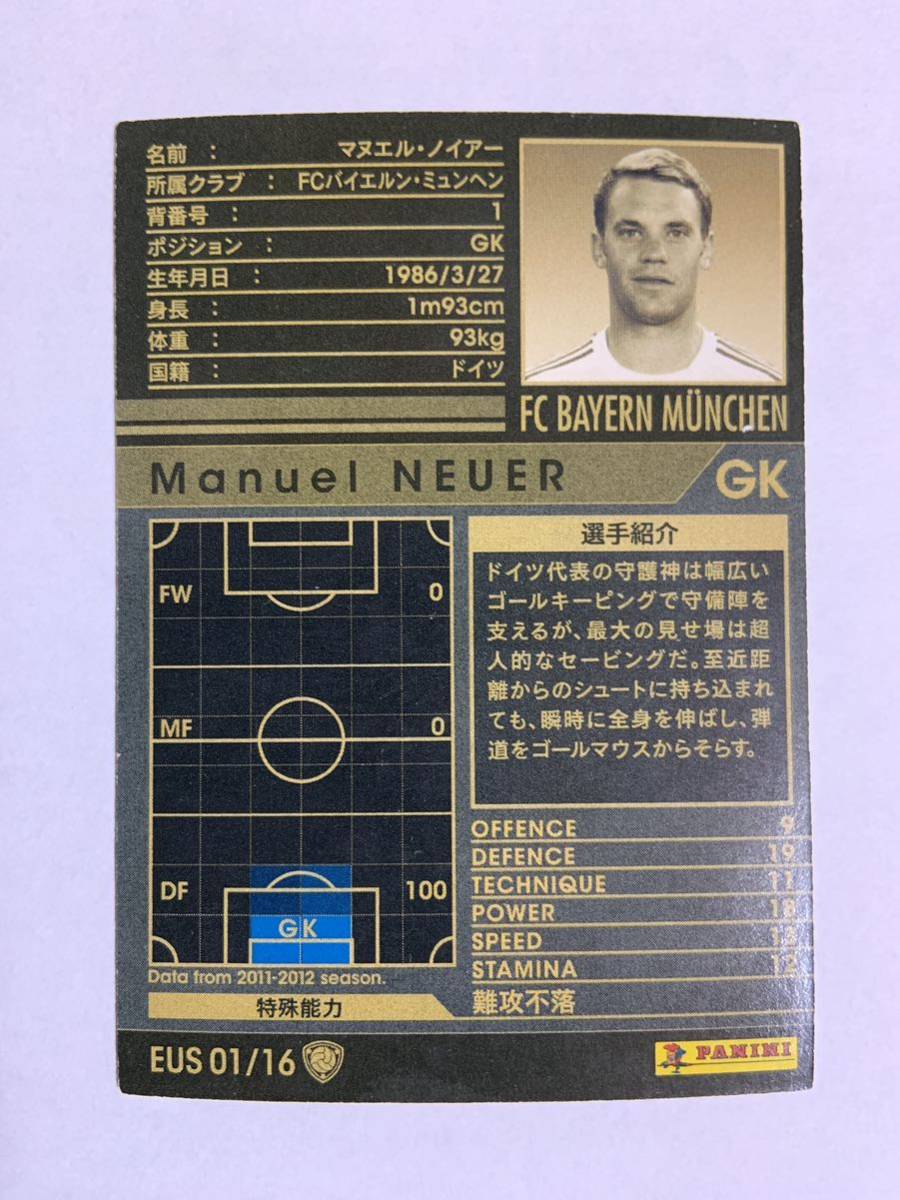 名前 : マヌエル・ノイアー
所属クラブ : FCバイエルン・ミュンヘン
背番号 : 1
ポジション : GK
生年月日 : 1986/3/27
身長 : 1m93cm
体重 : 93kg
国籍 : ドイツ
FC BAYERN MÜNCHEN
Manuel NEUER
GK
FW 0
MF 0
DF 100
GK
Data from 2011-2012 season.
特殊能力
選手紹介
ドイツ代表の守護神は幅広い
ゴールキーピングで守備陣を
支えるが、最大の見せ場は超
人的なセービングだ。至近距
離からのシュートに持ち込まれ
ても、瞬時に全身を伸ばし、弾
道をゴールマウスからそらす。
OFFENCE 9
DEFENCE 19
TECHNIQUE 11
POWER 18
SPEED
STAMINA 12
難攻不落
EUS 01/16
PANINI